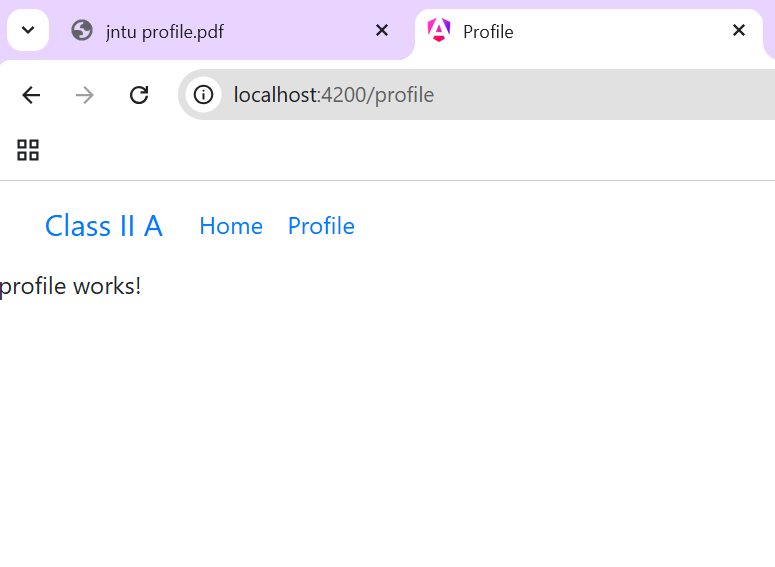 jntu profile.pdf
Profile
localhost:4200/profile
Class II A Home Profile
profile works!